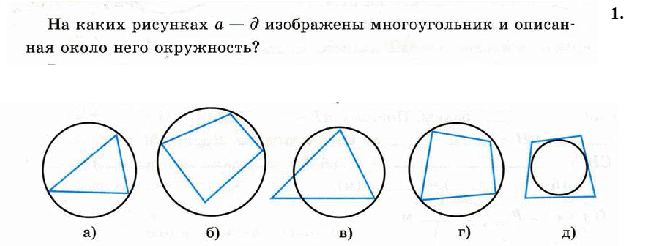 1.
На каких рисунках а — д изображены многоугольник и описан-
ная около него окружность?
а) б) в) г) д)